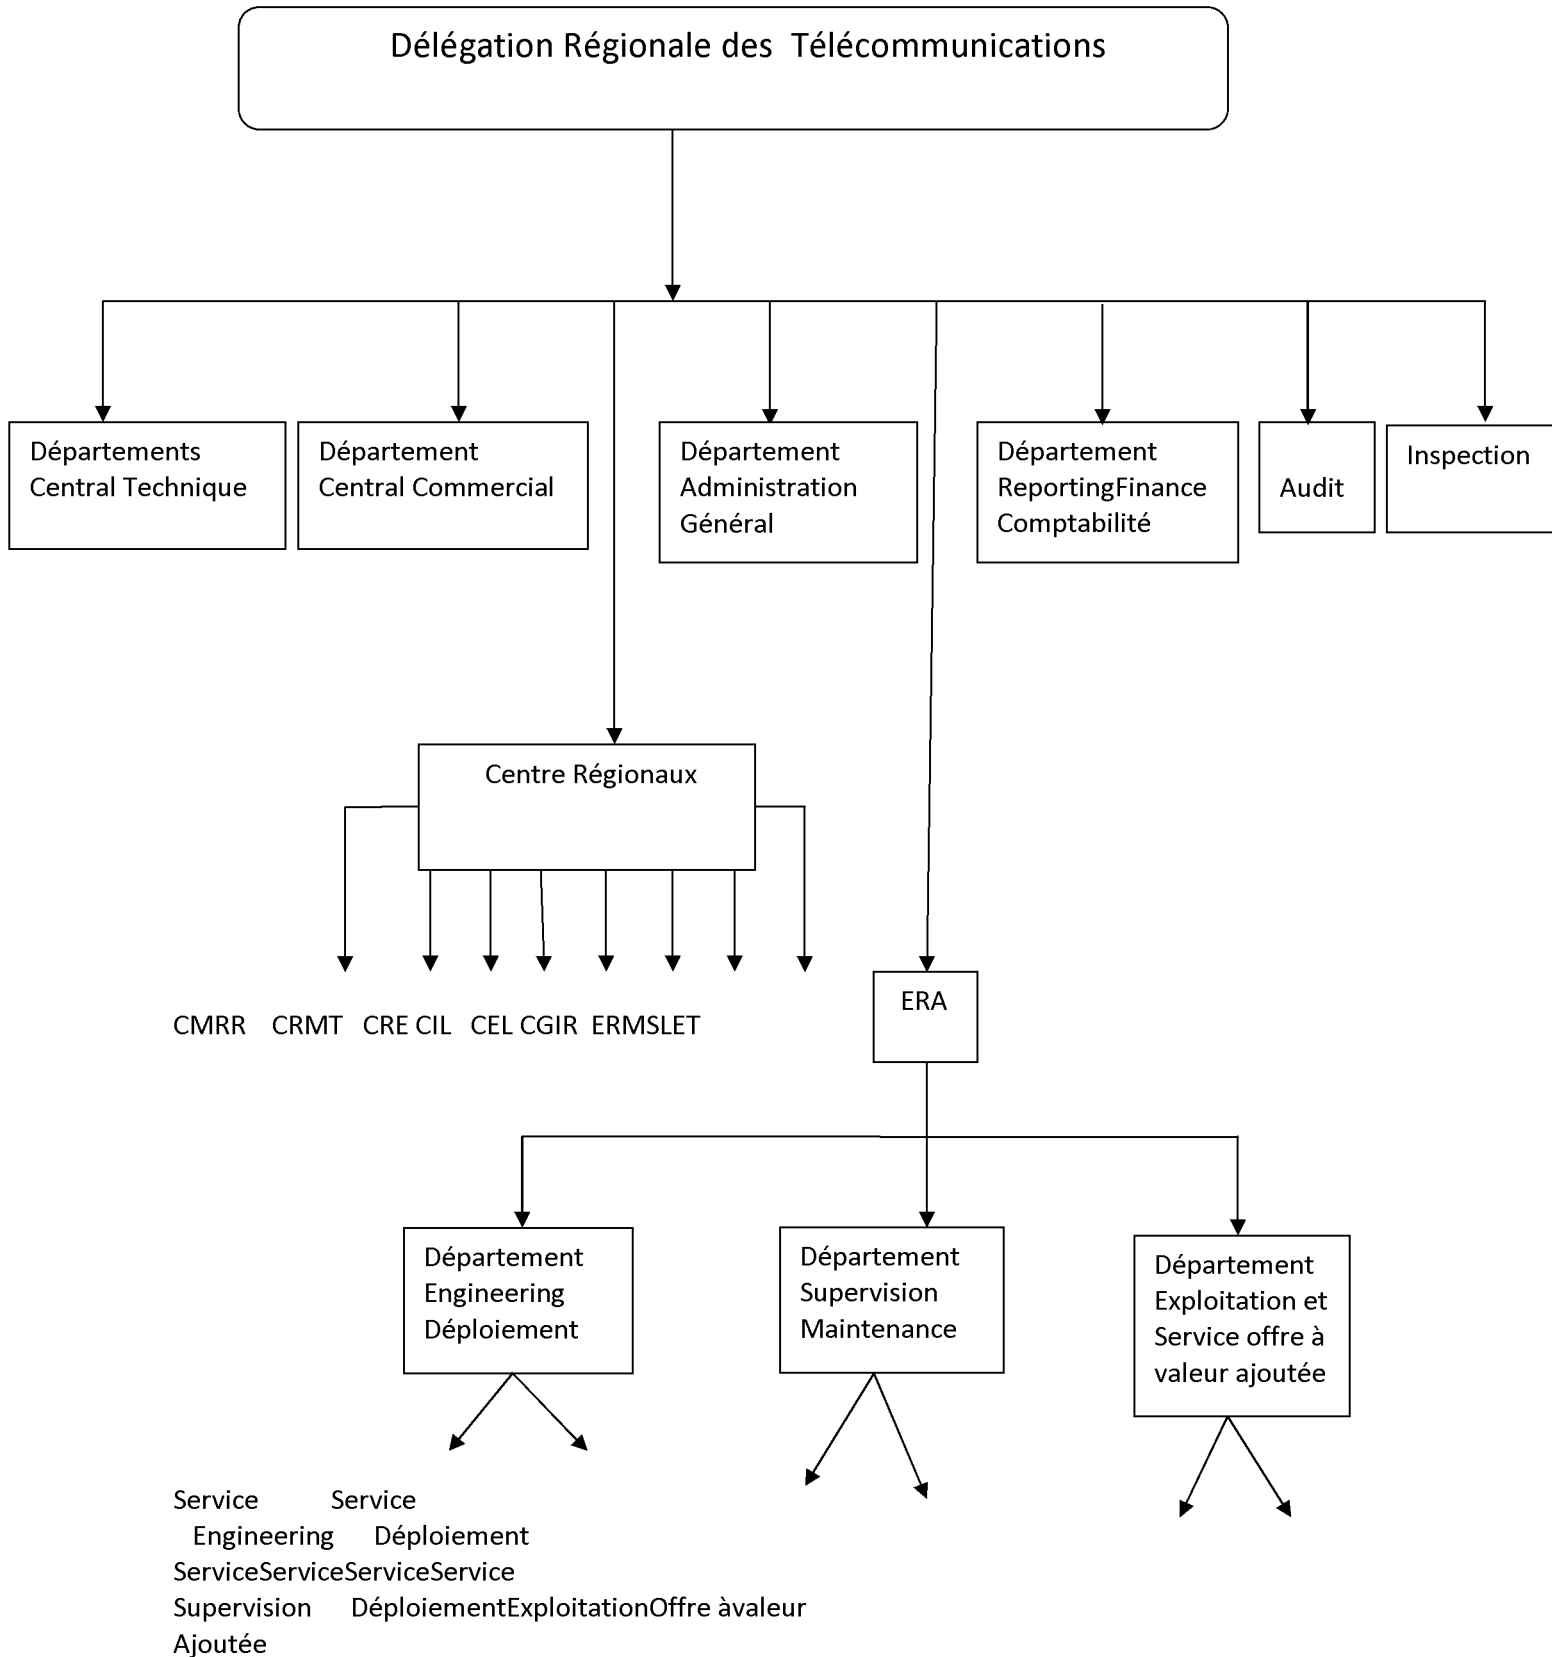 Délégation Régionale des Télécommunications
Départements
Central Technique
Département
Central Commercial
Département
Administration
Général
Département
ReportingFinance
Comptabilité
Audit
Inspection
Centre Régionaux
CMRR CRMT CRE CIL CEL CGIR ERMSLET
ERA
Département
Engineering
Déploiement
Département
Supervision
Maintenance
Département
Exploitation et
Service offre à
valeur ajoutée
Service Service
Engineering Déploiement
ServiceServiceServiceService
Supervision DéploiementExploitationOffre àvaleur
Ajoutée